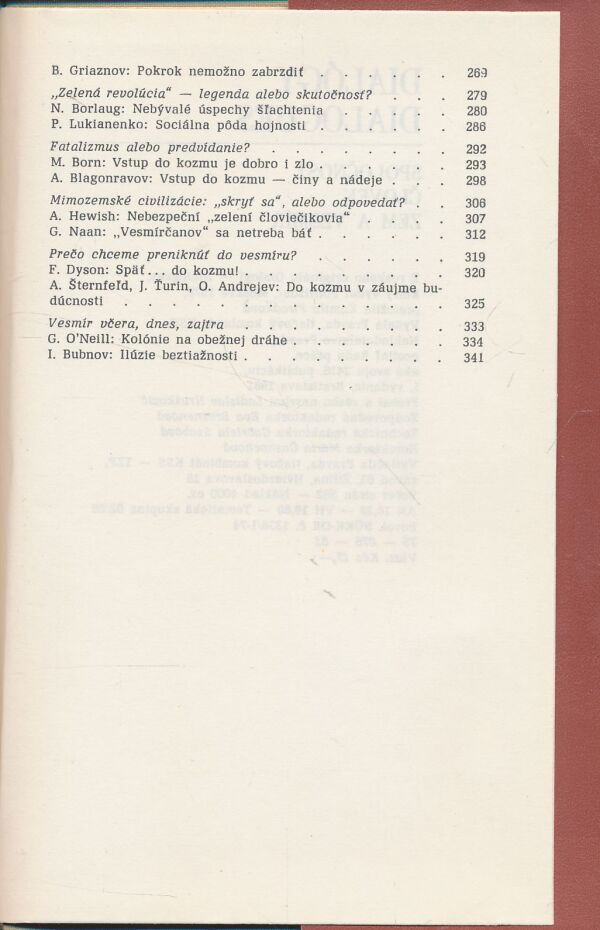 B. Griaznov: Pokrok nemožno zabrzdiť . . . . . . 269
„Zelená revolúcia“ — legenda alebo skutočnosť? . . . 279
N. Borlaug: Nebývalé úspechy šľachtenia . . . . . 280
P. Lukianenko: Sociálna pôda hojnosti . . . . . . 286
Fatalizmus alebo predvídanie? . . . . . . . 292
M. Born: Vstup do kozmu je dobro i zlo . . . . . . 293
A. Blagonravov: Vstup do kozmu — činy a nádeje . . . 298
Mimozemské civilizácie: „skryť sa“, alebo odpovedať? . . 306
A. Hewish: Nebezpeční „zelení človiečikovia“ . . . . 307
G. Naan: „Vesmírčanov“ sa netreba báť . . . . . . 312
Prečo chceme preniknúť do vesmíru? . . . . . . 319
F. Dyson: Späť... do kozmu! . . . . . . . . . 320
A. Šternfeľd, J. Ťurin, O. Andrejev: Do kozmu v záujme bu-
dúcnosti . . . . . . . . . . . . . 325
Vesmír včera, dnes, zajtra . . . . . . . . . 333
G. O'Neill: Kolónie na obežnej dráhe . . . . . . . 334
I. Bubnov: Ilúzie beztiažnosti . . . . . . . . . 341